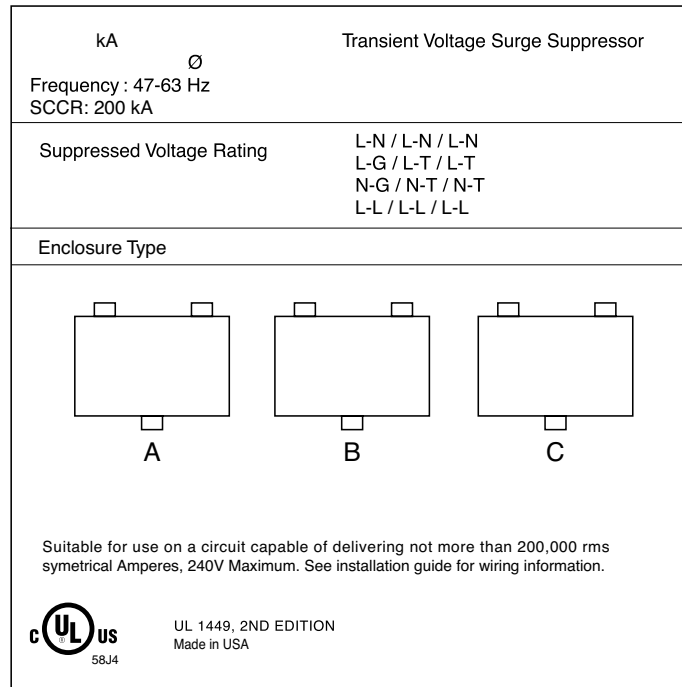 kA
Transient Voltage Surge Suppressor
Ø
Frequency : 47-63 Hz
SCCR: 200 kA
Suppressed Voltage Rating
L-N / L-N / L-N
L-G / L-T / L-T
N-G / N-T / N-T
L-L / L-L / L-L
Enclosure Type
A
B
C
Suitable for use on a circuit capable of delivering not more than 200,000 rms
symetrical Amperes, 240V Maximum. See installation guide for wiring information.
C UL ® US
58J4
UL 1449, 2ND EDITION
Made in USA